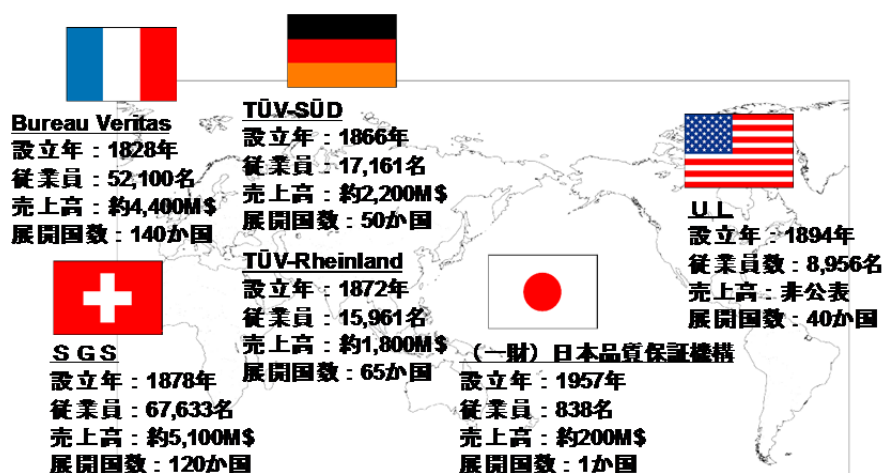 Bureau Veritas
設立年：1828年
従業員：52,100名
売上高：約4,400M$
展開国数：140か国
TÜV-SÜD
設立年：1866年
従業員：17,161名
売上高：約2,200M$
展開国数：50か国
UL
設立年：1894年
従業員数：8,956名
売上高：非公表
展開国数：40か国
SGS
設立年：1878年
従業員：67,633名
売上高：約5,100M$
展開国数：120か国
TÜV-Rheinland
設立年：1872年
従業員：15,961名
売上高：約1,800M$
展開国数：65か国
（一財）日本品質保証機構
設立年：1957年
従業員：838名
売上高：約200M$
展開国数：1か国